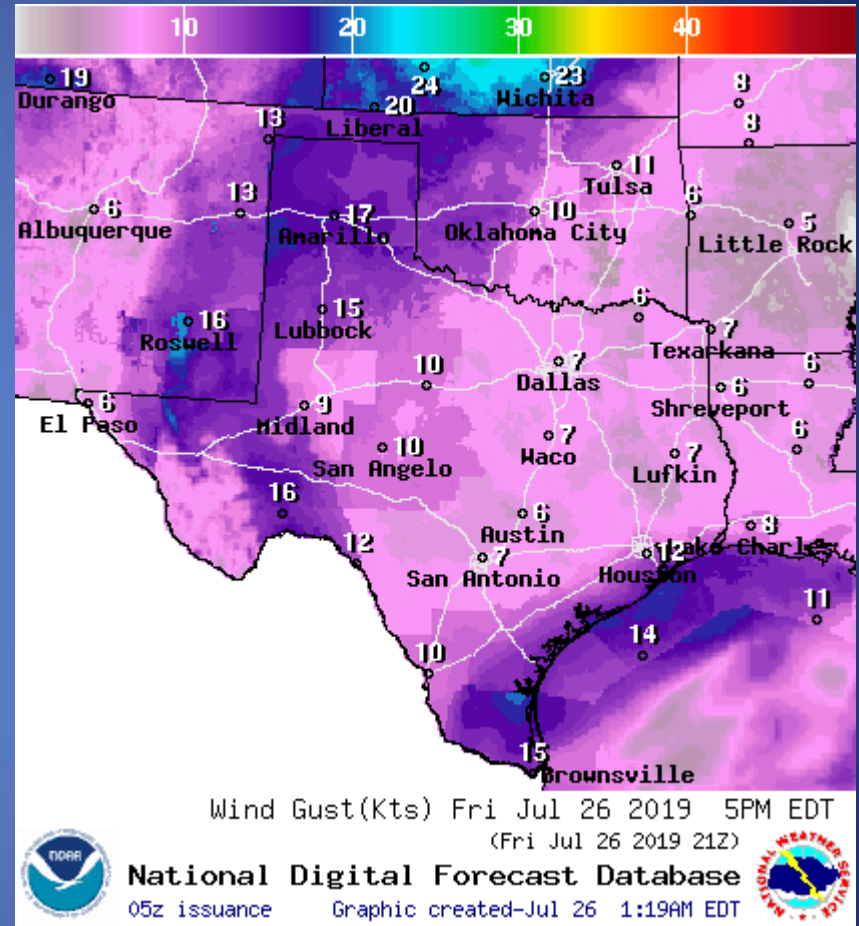 10 20 30 40
19 Durango
24
23 Wichita
20 Liberal
8
13
8
11 Tulsa
6 Albuquerque
13
17 Amarillo
10 Oklahoma City
6
5 Little Rock
16 Roswell
15 Lubbock
6
7 Texarkana
7 Dallas
10
6 Shreveport
6
6 El Paso
9 Midland
10 San Angelo
7 Waco
7 Lufkin
6
16
6 Austin
8 Lake Charles
12
7 San Antonio
12 Houston
11
14
10
15 Brownsville
Wind Gust(Kts) Fri Jul 26 2019 5PM EDT
(Fri Jul 26 2019 21Z)
National Digital Forecast Database
05z issuance Graphic created-Jul 26 1:19AM EDT
NOAA
NATIONAL WEATHER SERVICE